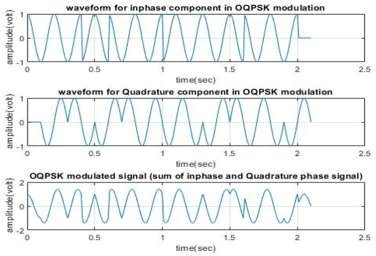 waveform for inphase component in OQPSK modulation
1
0
-1
amplitude(volt)
0 0.5 1 1.5 2 2.5
time(sec)
waveform for Quadrature component in OQPSK modulation
1
0
-1
amplitude(volt)
0 0.5 1 1.5 2 2.5
time(sec)
OQPSK modulated signal (sum of inphase and Quadrature phase signal)
2
0
-2
amplitude(volt)
0 0.5 1 1.5 2 2.5
time(sec)